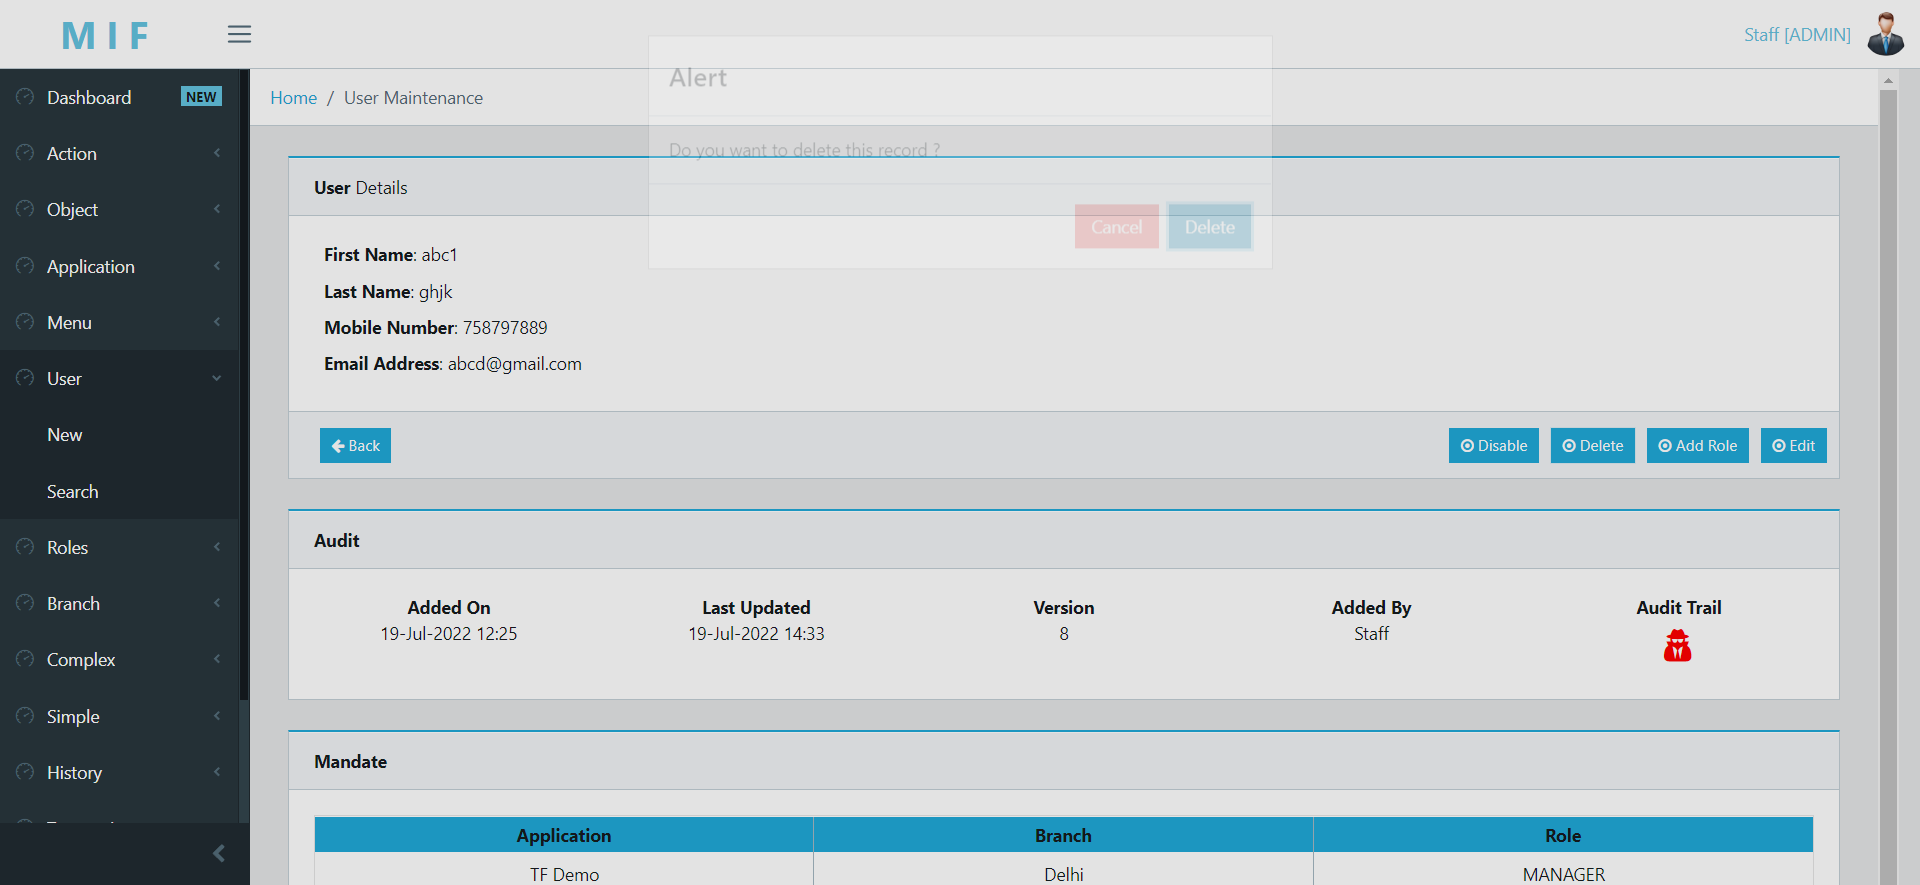 M I F
Staff [ADMIN]
Dashboard NEW
Action
Object
Application
Menu
User
New
Search
Roles
Branch
Complex
Simple
History
Home / User Maintenance
Alert
Do you want to delete this record ?
Cancel Delete
User Details
First Name: abc1
Last Name: ghjk
Mobile Number: 758797889
Email Address: abcd@gmail.com
Back Disable Delete Add Role Edit
Audit
Added On Last Updated Version Added By Audit Trail
19-Jul-2022 12:25 19-Jul-2022 14:33 8 Staff
Mandate
Application Branch Role
TF Demo Delhi MANAGER